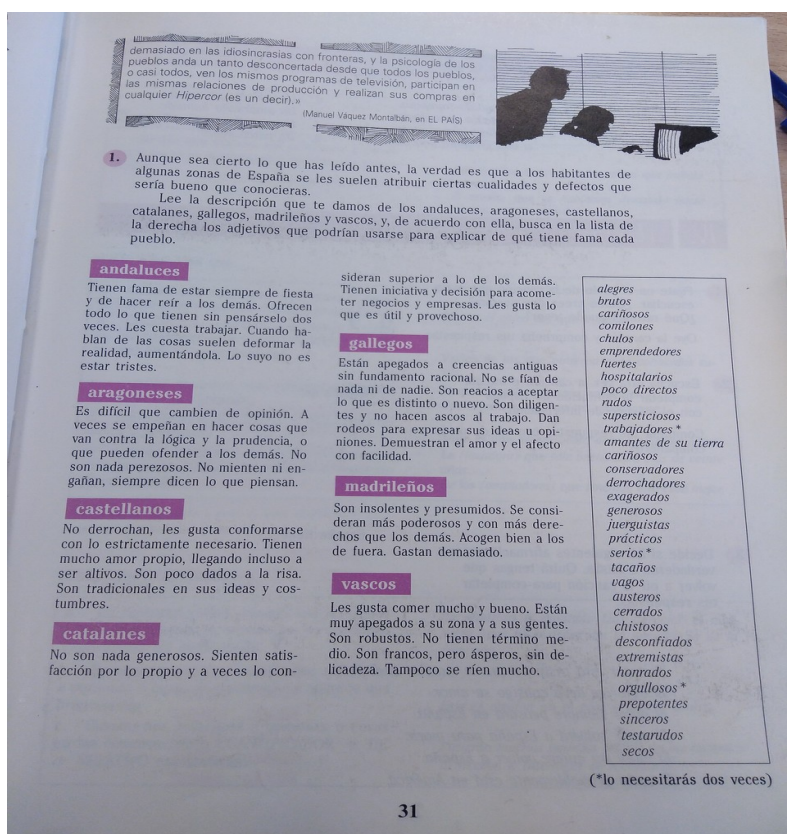 demasiado en las idiosincrasias con fronteras, y la psicología de los
pueblos anda un tanto desconcertada desde que todos los pueblos,
o casi todos, ven los mismos programas de televisión, participan en
las mismas relaciones de producción y realizan sus compras en
cualquier Hipercor (es un decir).»
(Manuel Váquez Montalbán, en EL PAÍS)
1. Aunque sea cierto lo que has leído antes, la verdad es que a los habitantes de
algunas zonas de España se les suelen atribuir ciertas cualidades y defectos que
sería bueno que conocieras.
Lee la descripción que te damos de los andaluces, aragoneses, castellanos,
catalanes, gallegos, madrileños y vascos, y, de acuerdo con ella, busca en la lista de
la derecha los adjetivos que podrían usarse para explicar de qué tiene fama cada
pueblo.
andaluces
Tienen fama de estar siempre de fiesta
y de hacer reír a los demás. Ofrecen
todo lo que tienen sin pensárselo dos
veces. Les cuesta trabajar. Cuando ha-
blan de las cosas suelen deformar la
realidad, aumentándola. Lo suyo no es
estar tristes.
aragoneses
Es difícil que cambien de opinión. A
veces se empeñan en hacer cosas que
van contra la lógica y la prudencia, o
que pueden ofender a los demás. No
son nada perezosos. No mienten ni en-
gañan, siempre dicen lo que piensan.
castellanos
No derrochan, les gusta conformarse
con lo estrictamente necesario. Tienen
mucho amor propio, llegando incluso a
ser altivos. Son poco dados a la risa.
Son tradicionales en sus ideas y cos-
tumbres.
catalanes
No son nada generosos. Sienten satis-
facción por lo propio y a veces lo con-
sideran superior a lo de los demás.
Tienen iniciativa y decisión para acome-
ter negocios y empresas. Les gusta lo
que es útil y provechoso.
gallegos
Están apegados a creencias antiguas
sin fundamento racional. No se fían de
nada ni de nadie. Son reacios a aceptar
lo que es distinto o nuevo. Son diligen-
tes y no hacen ascos al trabajo. Dan
rodeos para expresar sus ideas u opi-
niones. Demuestran el amor y el afecto
con facilidad.
madrileños
Son insolentes y presumidos. Se consi-
deran más poderosos y con más dere-
chos que los demás. Acogen bien a los
de fuera. Gastan demasiado.
vascos
Les gusta comer mucho y bueno. Están
muy apegados a su zona y a sus gentes.
Son robustos. No tienen término me-
dio. Son francos, pero ásperos, sin de-
licadeza. Tampoco se ríen mucho.
alegres
brutos
cariñosos
comilones
chulos
emprendedores
fuertes
hospitalarios
poco directos
rudos
supersticiosos
trabajadores *
amantes de su tierra
cariñosos
conservadores
derrochadores
exagerados
generosos
juerguistas
prácticos
serios *
tacaños
vagos
austeros
cerrados
chistosos
desconfiados
extremistas
honrados
orgullosos *
prepotentes
sinceros
testarudos
secos
(*lo necesitarás dos veces)
31